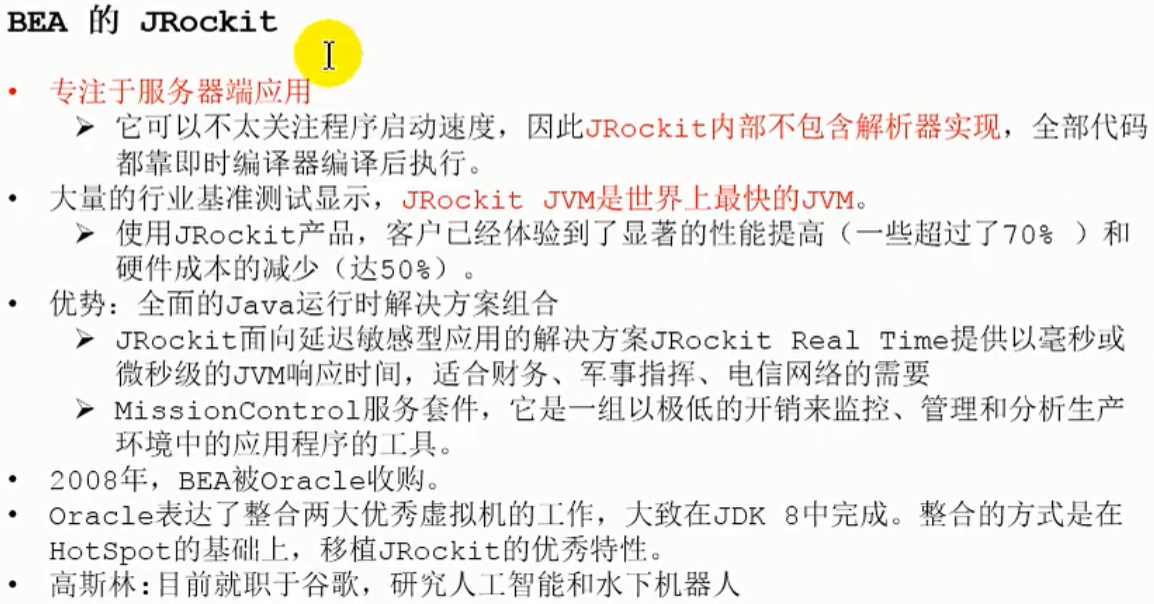 BEA 的 JRockit
• 专注于服务器端应用
➢ 它可以不太关注程序启动速度，因此JRockit内部不包含解析器实现，全部代码
都靠即时编译器编译后执行。
• 大量的行业基准测试显示，JRockit JVM是世界上最快的JVM。
➢ 使用JRockit产品，客户已经体验到了显著的性能提高（一些超过了70% ）和
硬件成本的减少（达50%）。
• 优势：全面的Java运行时解决方案组合
➢ JRockit面向延迟敏感型应用的解决方案JRockit Real Time提供以毫秒或
微秒级的JVM响应时间，适合财务、军事指挥、电信网络的需要
➢ MissionControl服务套件，它是一组以极低的开销来监控、管理和分析生产
环境中的应用程序的工具。
• 2008年，BEA被Oracle收购。
• Oracle表达了整合两大优秀虚拟机的工作，大致在JDK 8中完成。整合的方式是在
HotSpot的基础上，移植JRockit的优秀特性。
• 高斯林:目前就职于谷歌，研究人工智能和水下机器人